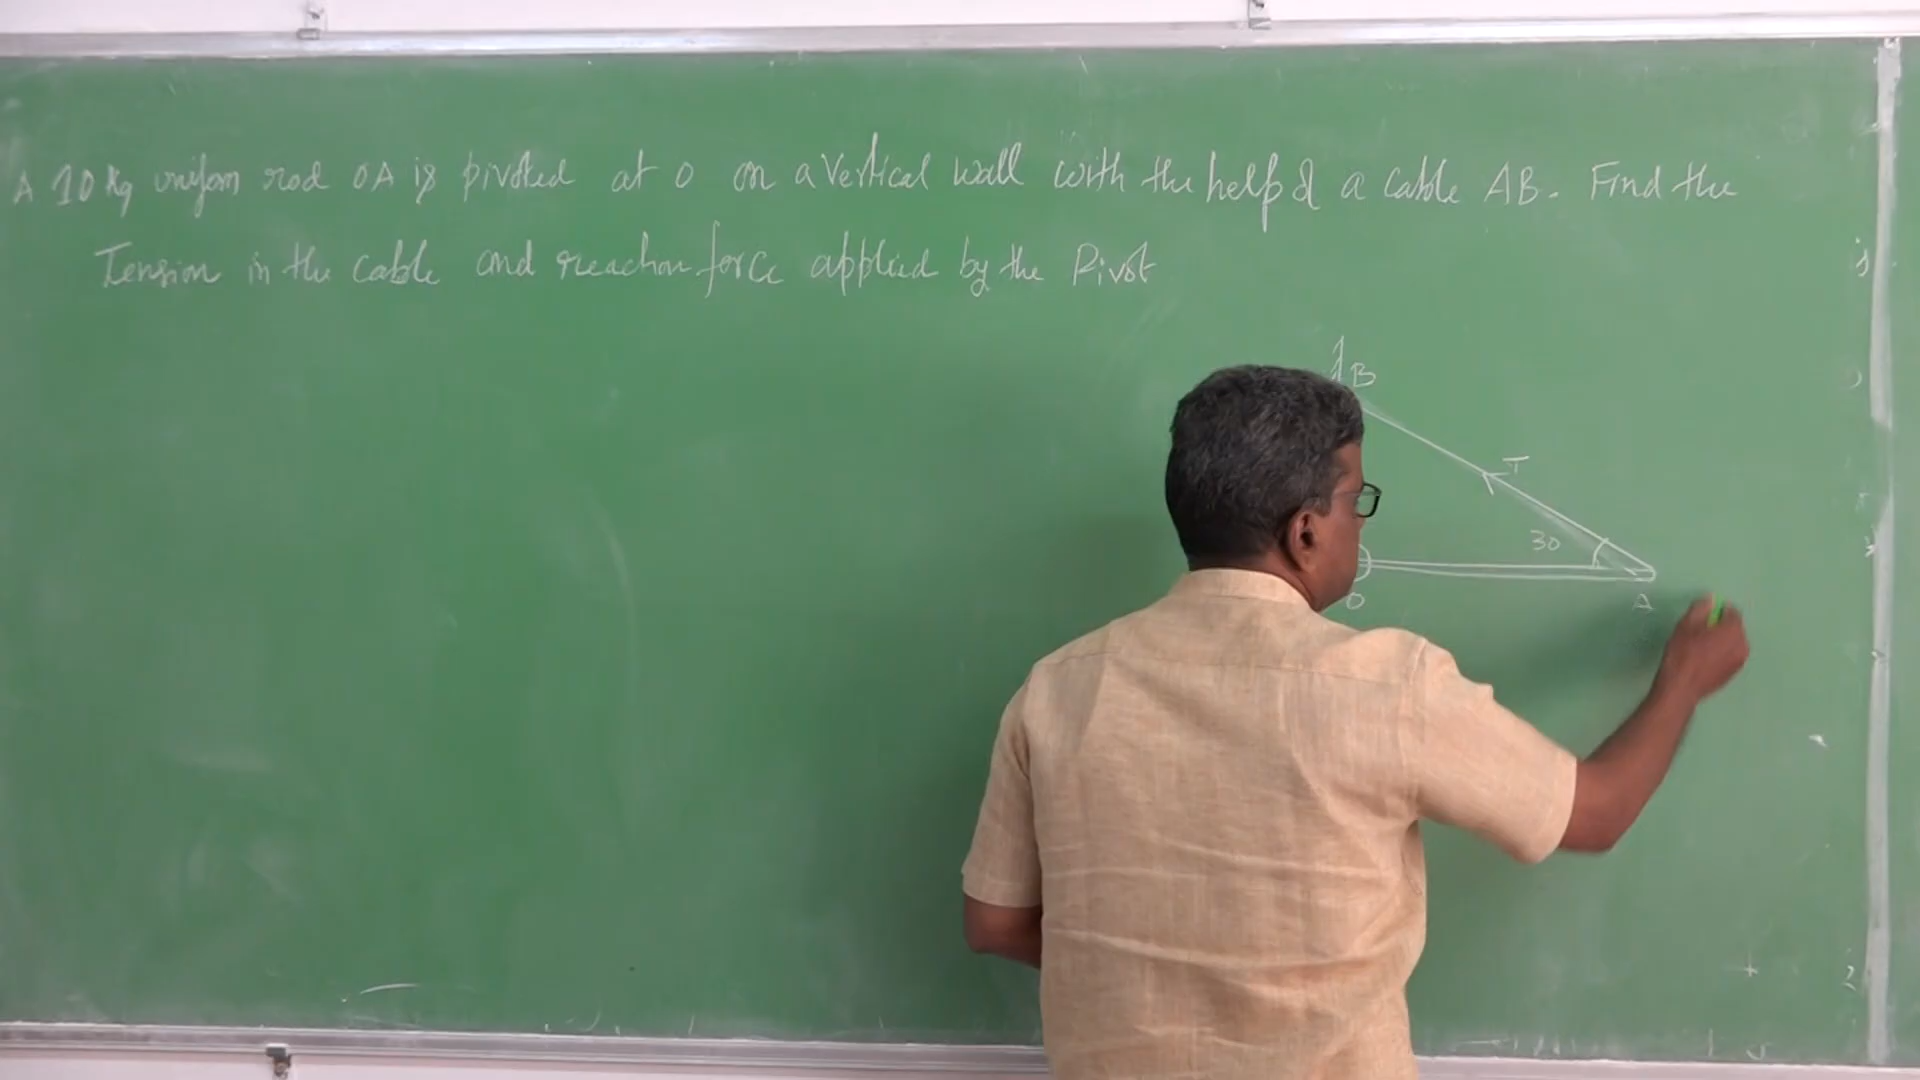 A 10 Kg uniform rod OA is pivoted at O on a vertical wall with the help of a cable AB. Find the
Tension in the cable and reaction force applied by the Pivot
B
T
30
O
A